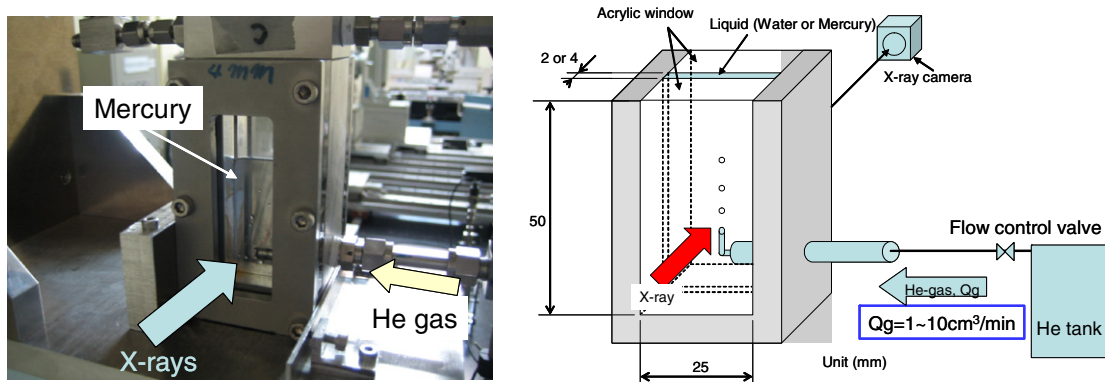 C
Mercury
X-rays
He gas
Acrylic window
Liquid (Water or Mercury)
2 or 4
X-ray camera
50
X-ray
Flow control valve
He-gas, Qg
Qg=1~10cm³/min
He tank
25
Unit (mm)